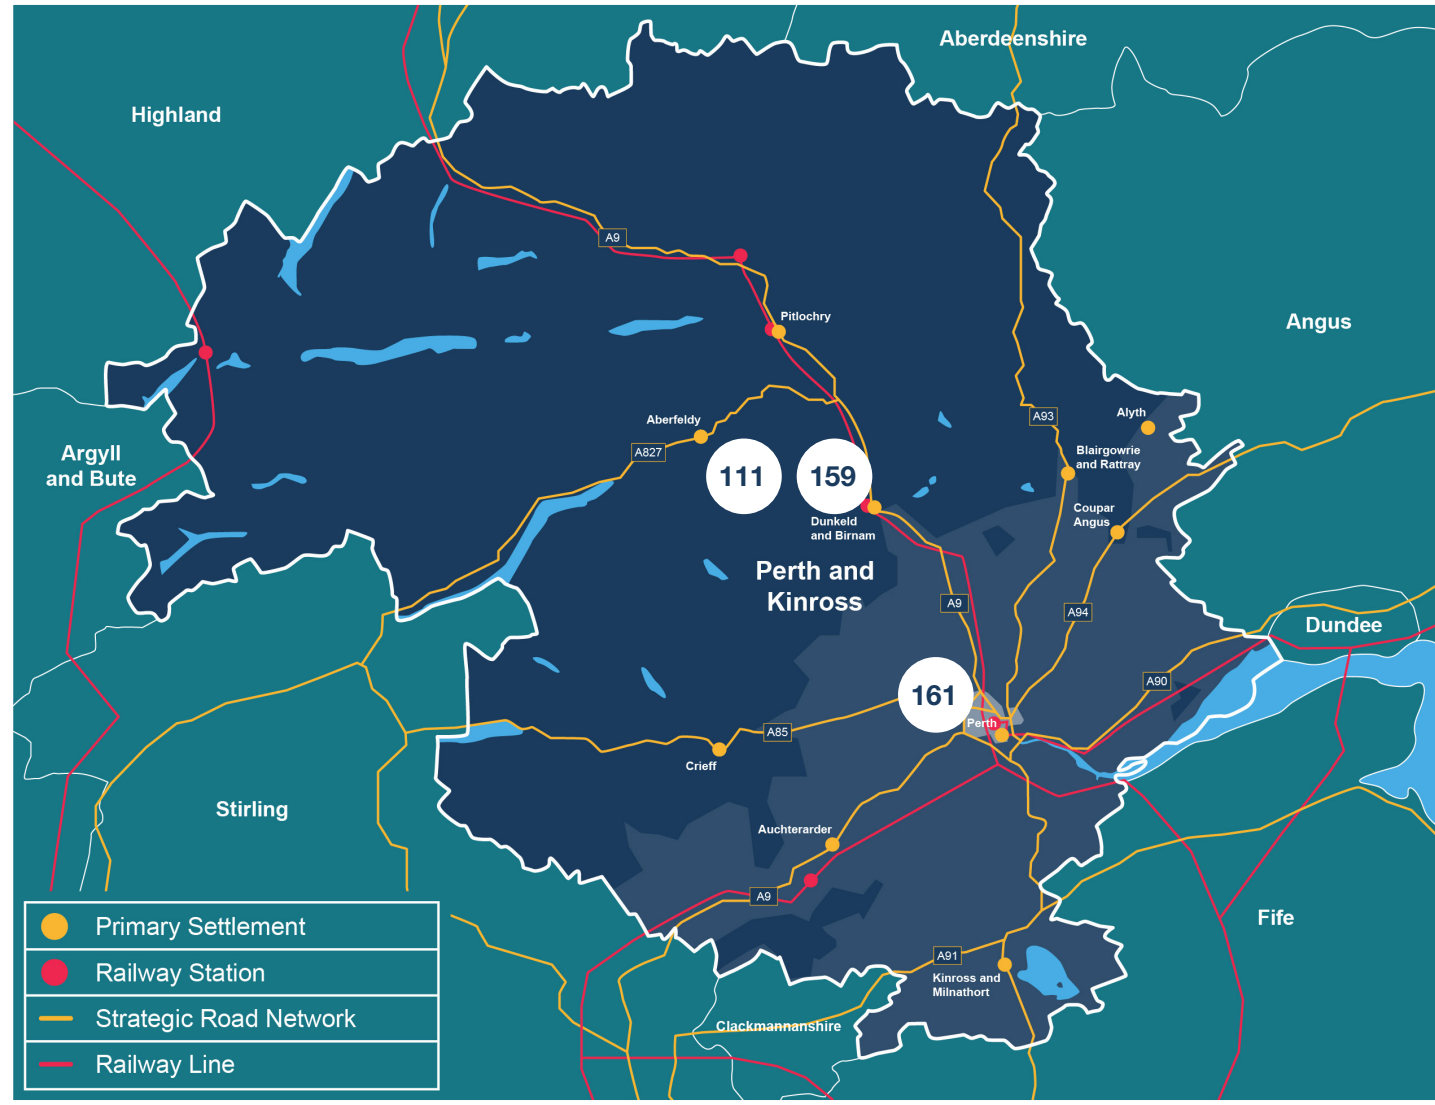 Aberdeenshire
Highland
A9
Pitlochry
Angus
Aberfeldy
A93
Alyth
Argyll
and Bute
A827
Blairgowrie
and Rattray
111
159
Coupar
Angus
Dunkeld
and Birnam
Perth and
Kinross
A9
A94
Dundee
161
A90
Perth
A85
Crieff
Stirling
Auchterarder
A9
Fife
A91
Kinross and
Milnathort
Clackmannanshire
Primary Settlement
Railway Station
Strategic Road Network
Railway Line